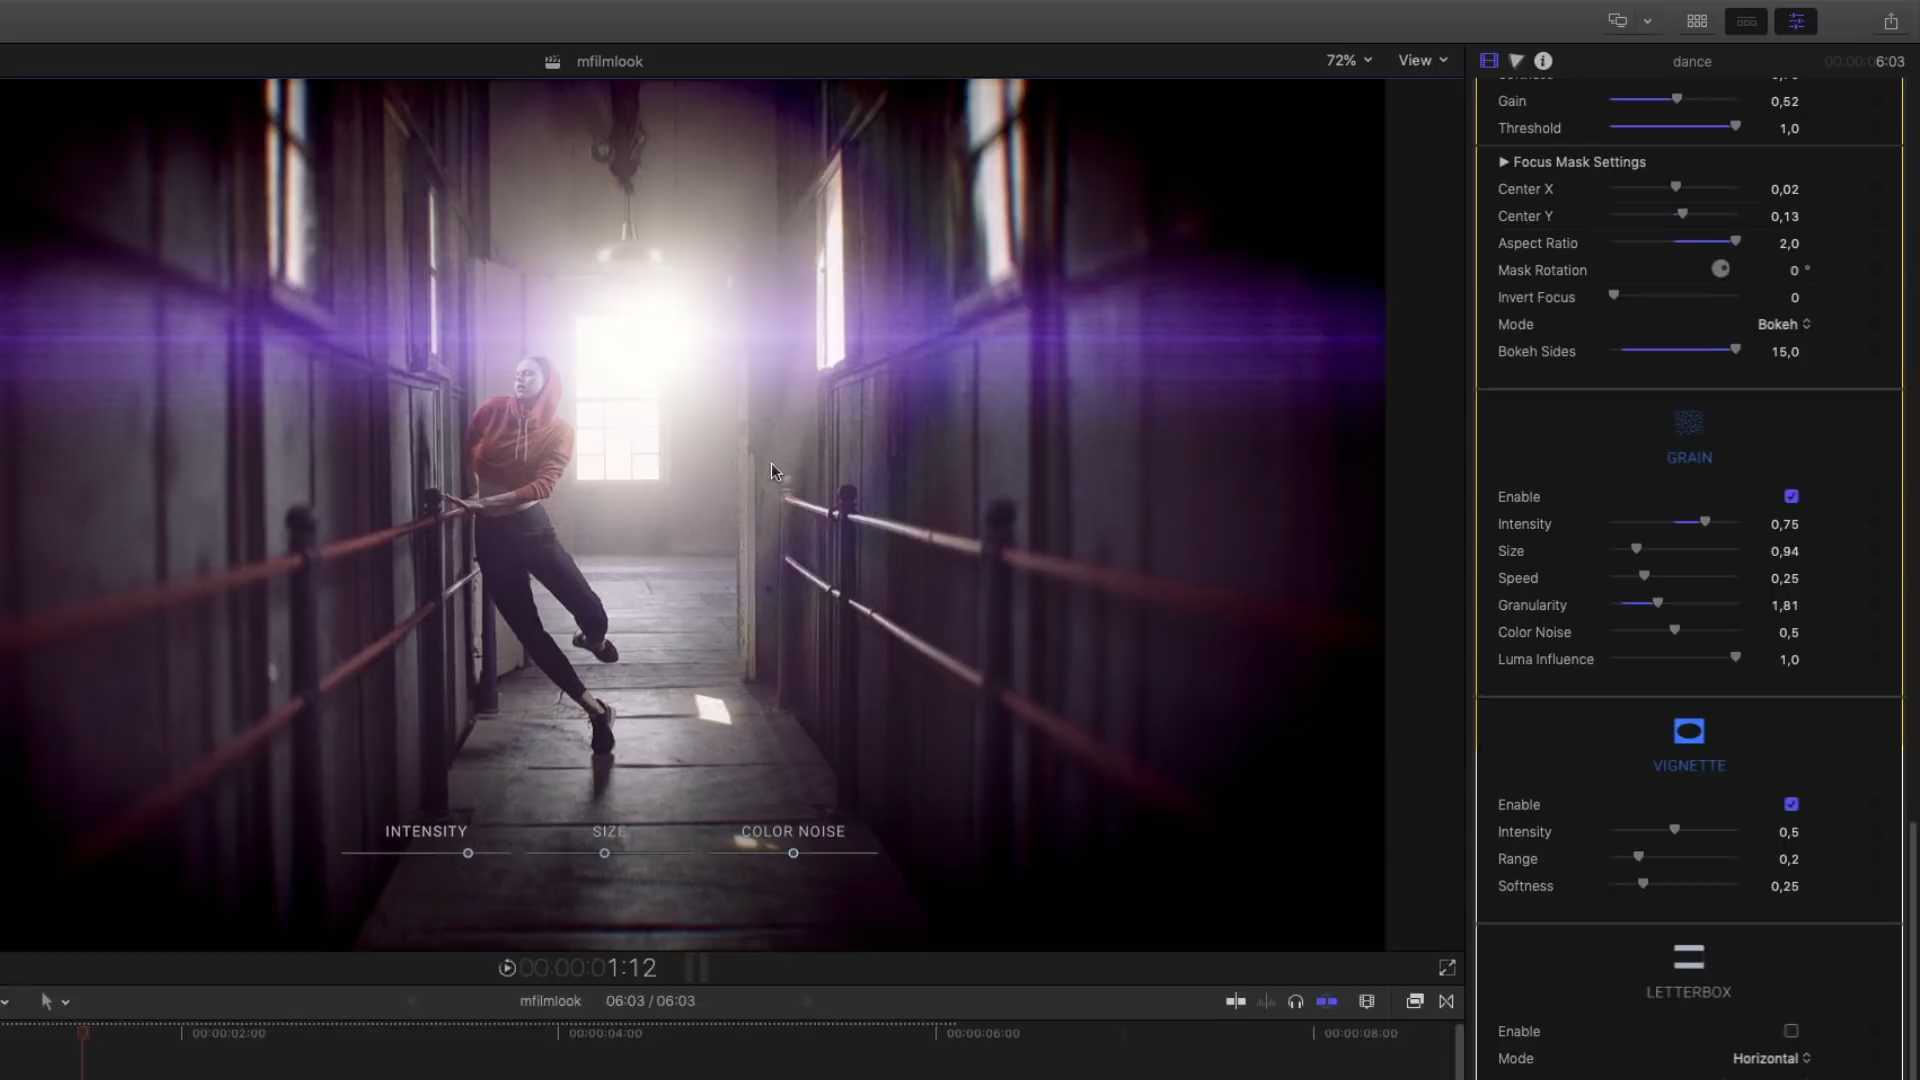 mfilmlook
72%
View
dance
00:00:06:03
Gain 0,52
Threshold 1,0
Focus Mask Settings
Center X 0,02
Center Y 0,13
Aspect Ratio 2,0
Mask Rotation 0 °
Invert Focus 0
Mode Bokeh
Bokeh Sides 15,0
GRAIN
Enable
Intensity 0,75
Size 0,94
Speed 0,25
Granularity 1,81
Color Noise 0,5
Luma Influence 1,0
VIGNETTE
Enable
Intensity 0,5
Range 0,2
Softness 0,25
LETTERBOX
Enable
Mode Horizontal
INTENSITY SIZE COLOR NOISE
00:00:01:12
mfilmlook 06:03 / 06:03
00:00:02:00 00:00:04:00 00:00:06:00 00:00:08:00